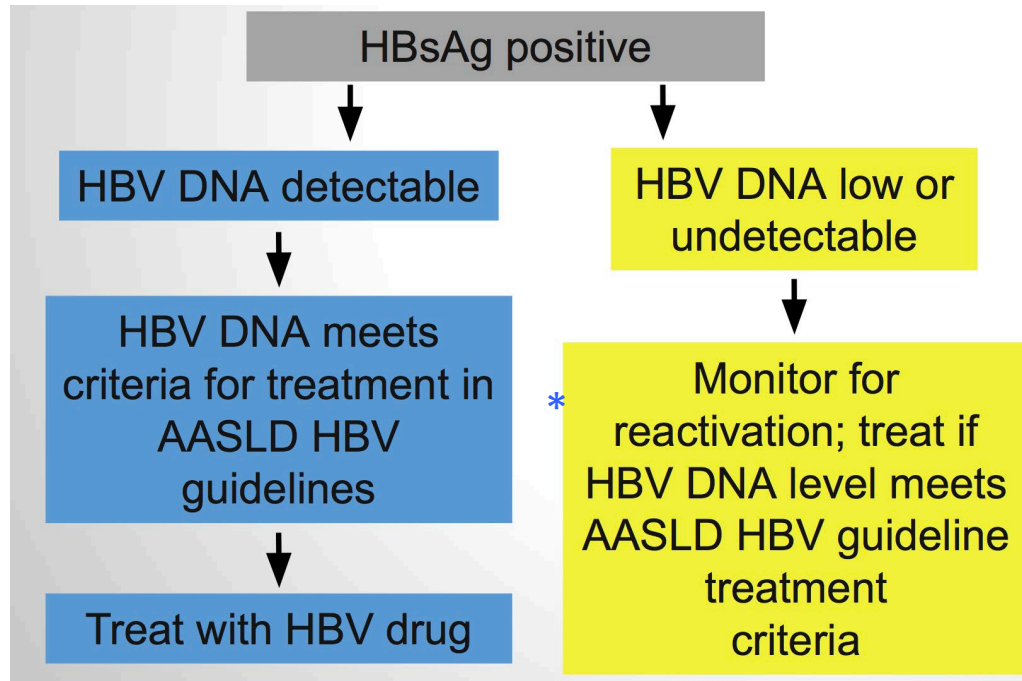 HBsAg positive
HBV DNA detectable
HBV DNA meets
criteria for treatment in
AASLD HBV
guidelines
Treat with HBV drug
HBV DNA low or
undetectable
*
Monitor for
reactivation; treat if
HBV DNA level meets
AASLD HBV guideline
treatment
criteria